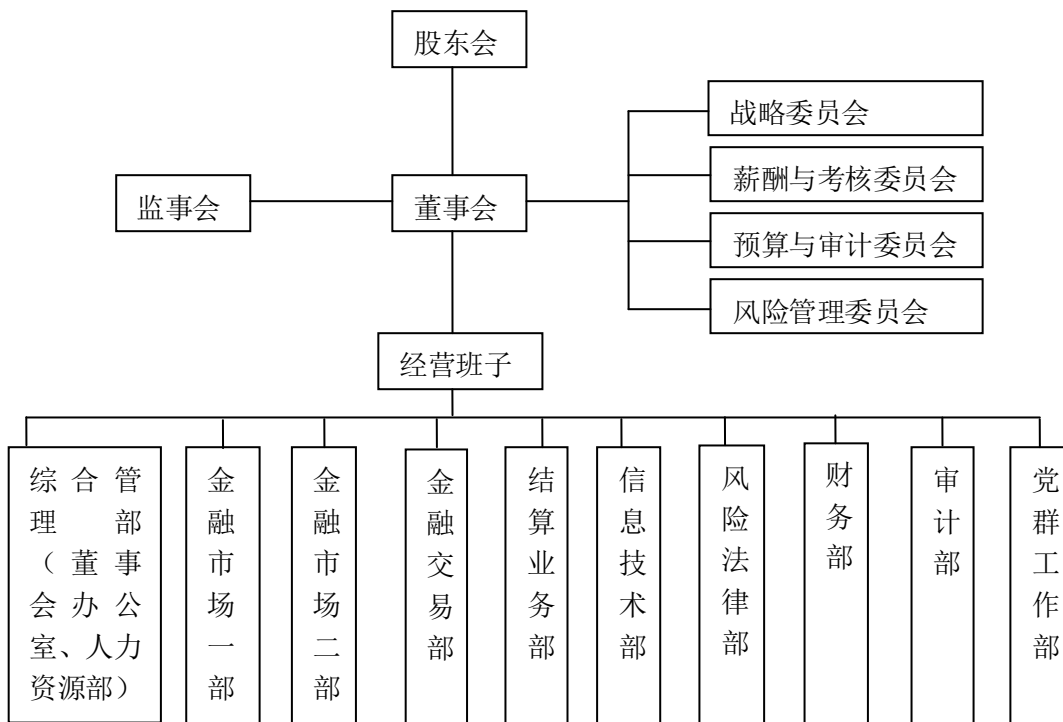 股东会
战略委员会
薪酬与考核委员会
监事会
董事会
预算与审计委员会
风险管理委员会
经营班子
综合管
理部
（董事
会办公
室、人力
资源部）
金融市场一部
金融市场二部
金融交易部
结算业务部
信息技术部
风险法律部
财务部
审计部
党群工作部